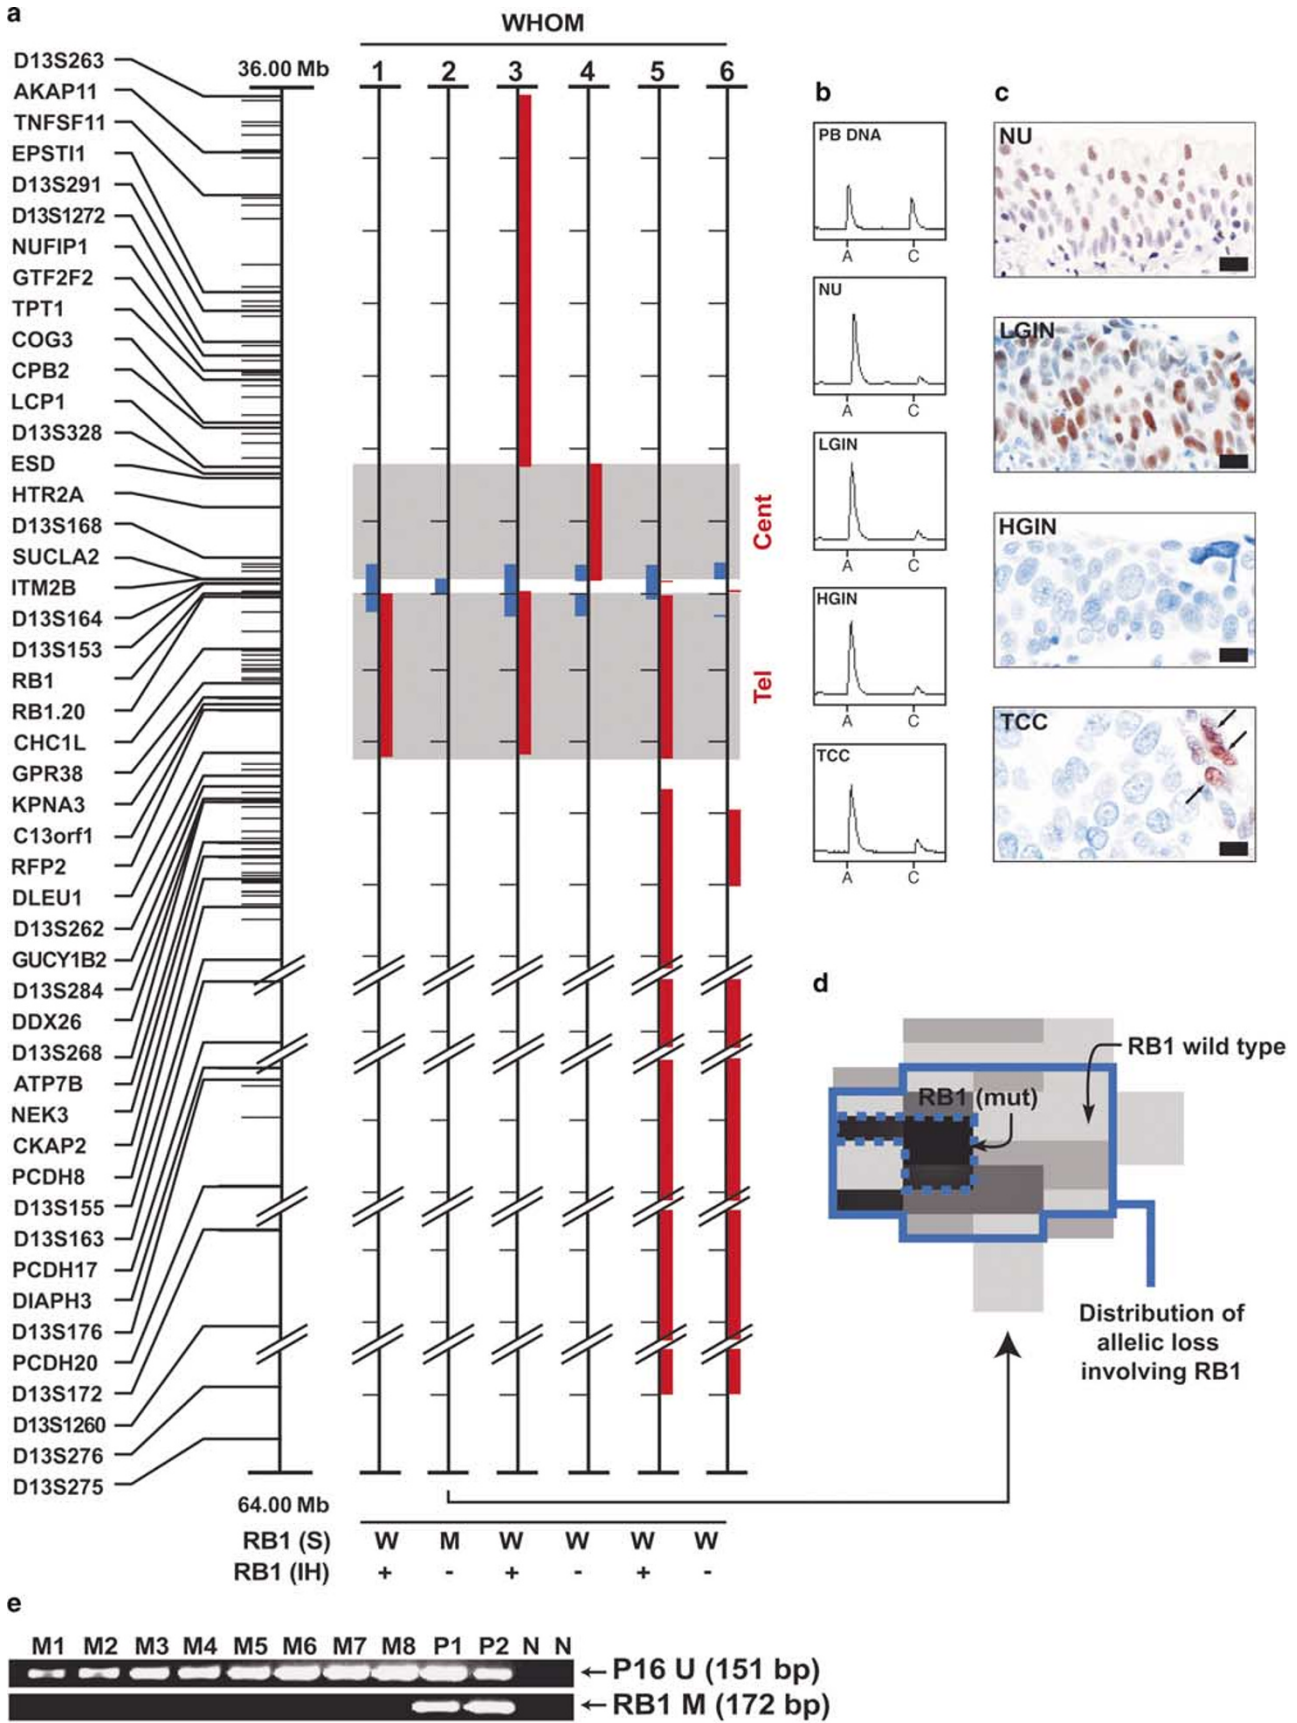 a
WHOM
36.00 Mb
1 2 3 4 5 6
D13S263
AKAP11
TNFSF11
EPSTI1
D13S291
D13S1272
NUFIP1
GTF2F2
TPT1
COG3
CPB2
LCP1
D13S328
ESD
HTR2A
D13S168
SUCLA2
ITM2B
D13S164
D13S153
RB1
RB1.20
CHC1L
GPR38
KPNA3
C13orf1
RFP2
DLEU1
D13S262
GUCY1B2
D13S284
DDX26
D13S268
ATP7B
NEK3
CKAP2
PCDH8
D13S155
D13S163
PCDH17
DIAPH3
D13S176
PCDH20
D13S172
D13S1260
D13S276
D13S275
64.00 Mb
Cent
Tel
RB1 (S) W M W W W W
RB1 (IH) + - + - + -
b
PB DNA
A C
NU
A C
LGIN
A C
HGIN
A C
TCC
A C
c
NU
LGIN
HGIN
TCC
d
RB1 wild type
RB1 (mut)
Distribution of
allelic loss
involving RB1
e
M1 M2 M3 M4 M5 M6 M7 M8 P1 P2 N N
P16 U (151 bp)
RB1 M (172 bp)